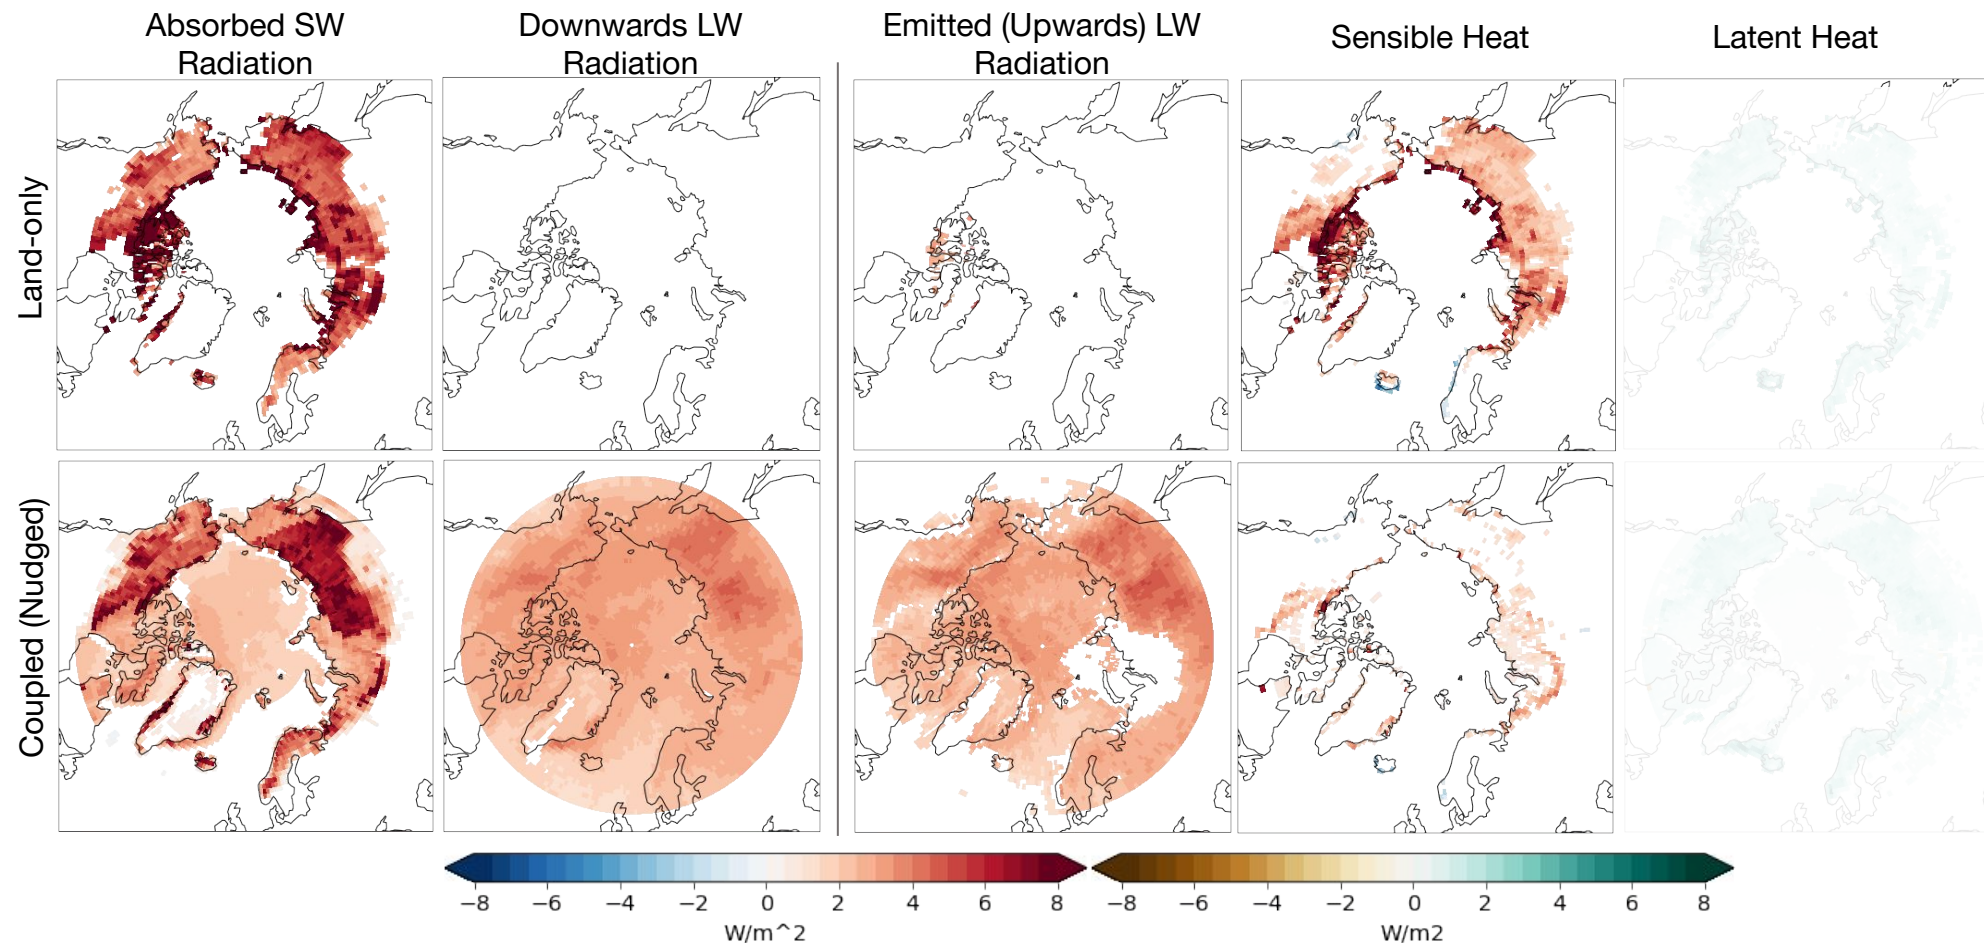 Absorbed SW
Radiation
Downwards LW
Radiation
Emitted (Upwards) LW
Radiation
Sensible Heat
Latent Heat
Land-only
Coupled (Nudged)
−8 −6 −4 −2 0 2 4 6 8
W/m^2
−8 −6 −4 −2 0 2 4 6 8
W/m2